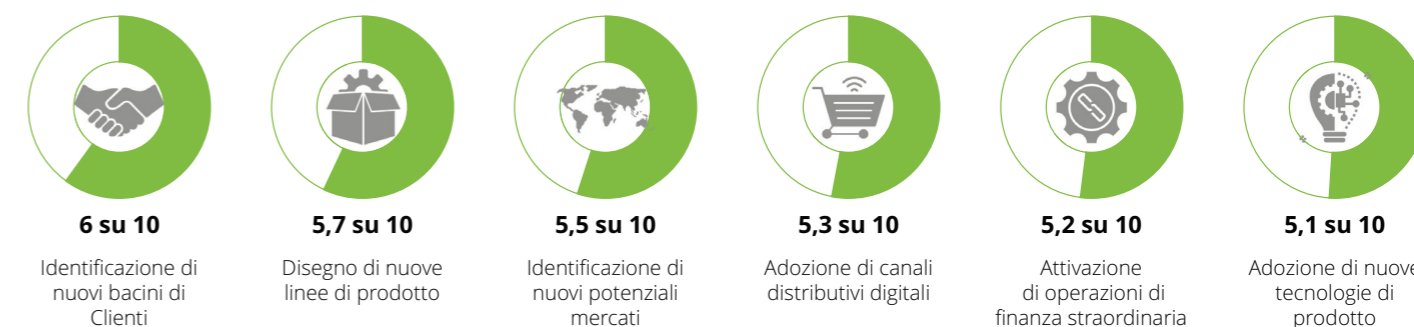 6 su 10
Identificazione di
nuovi bacini di
Clienti
5,7 su 10
Disegno di nuove
linee di prodotto
5,5 su 10
Identificazione di
nuovi potenziali
mercati
5,3 su 10
Adozione di canali
distributivi digitali
5,2 su 10
Attivazione
di operazioni di
finanza straordinaria
5,1 su 10
Adozione di nuove
tecnologie di
prodotto